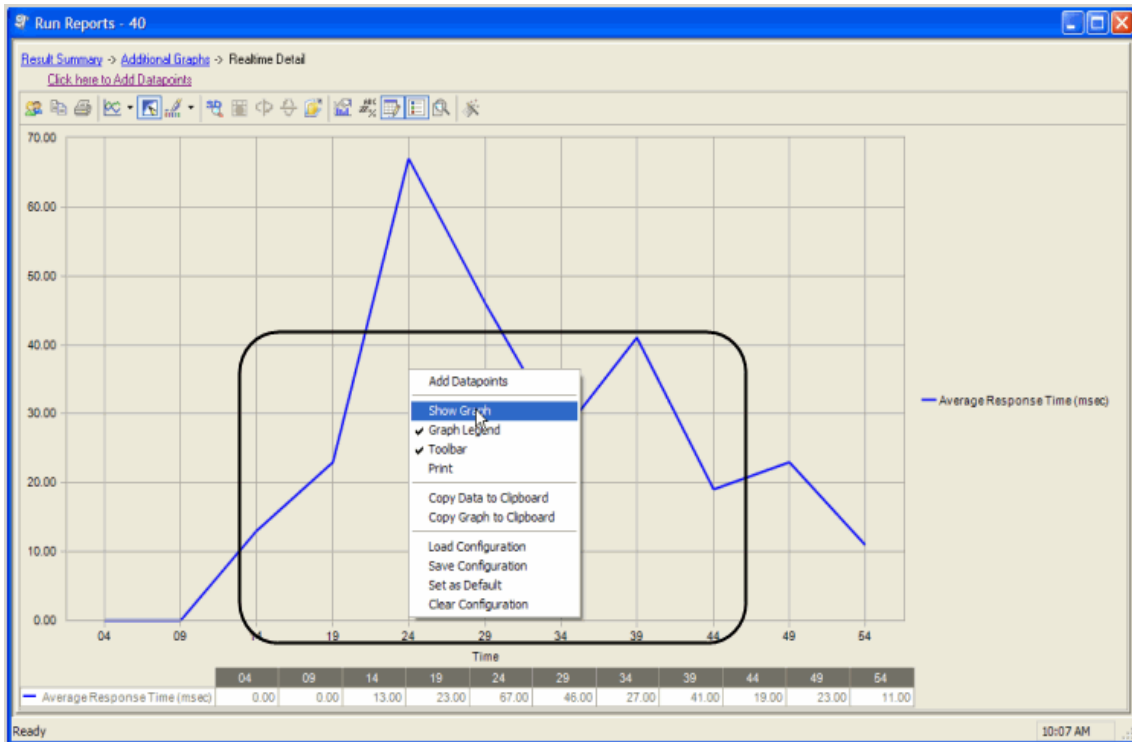 Run Reports - 40
Result Summary -> Additional Graphs -> Realtime Detail
Click here to Add Datapoints
70.00
60.00
50.00
40.00
30.00
20.00
10.00
0.00
Add Datapoints
Show Graph
Graph Legend
Toolbar
Print
Copy Data to Clipboard
Copy Graph to Clipboard
Load Configuration
Save Configuration
Set as Default
Clear Configuration
Average Response Time (msec)
04 09 14 19 24 29 34 39 44 49 54
Time
04 09 14 19 24 29 34 39 44 49 54
Average Response Time (msec) 0.00 0.00 13.00 23.00 67.00 46.00 27.00 41.00 19.00 23.00 11.00
Ready 10:07 AM